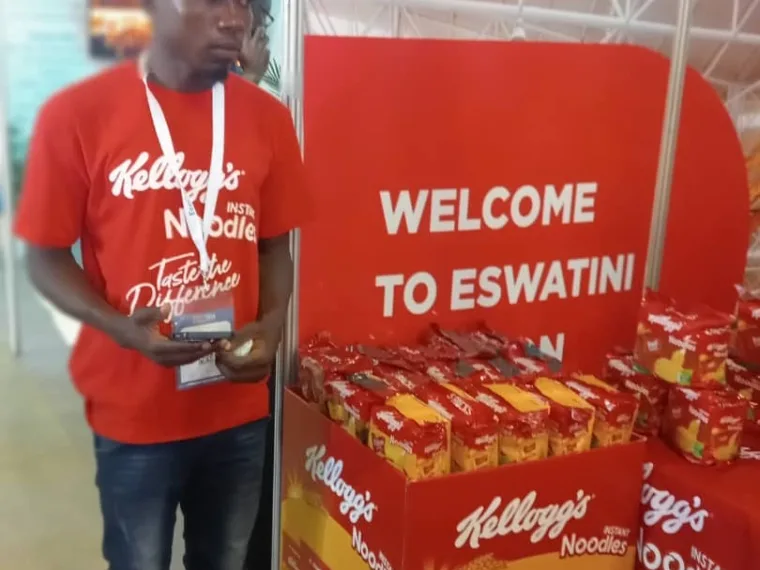 Kellogg's
INSTANT
Noodles
Taste the
Difference
WELCOME
TO ESWATINI
Kellogg's
Noodles
Kellogg's
INSTANT
Noodles
Kellogg's
INSTANT